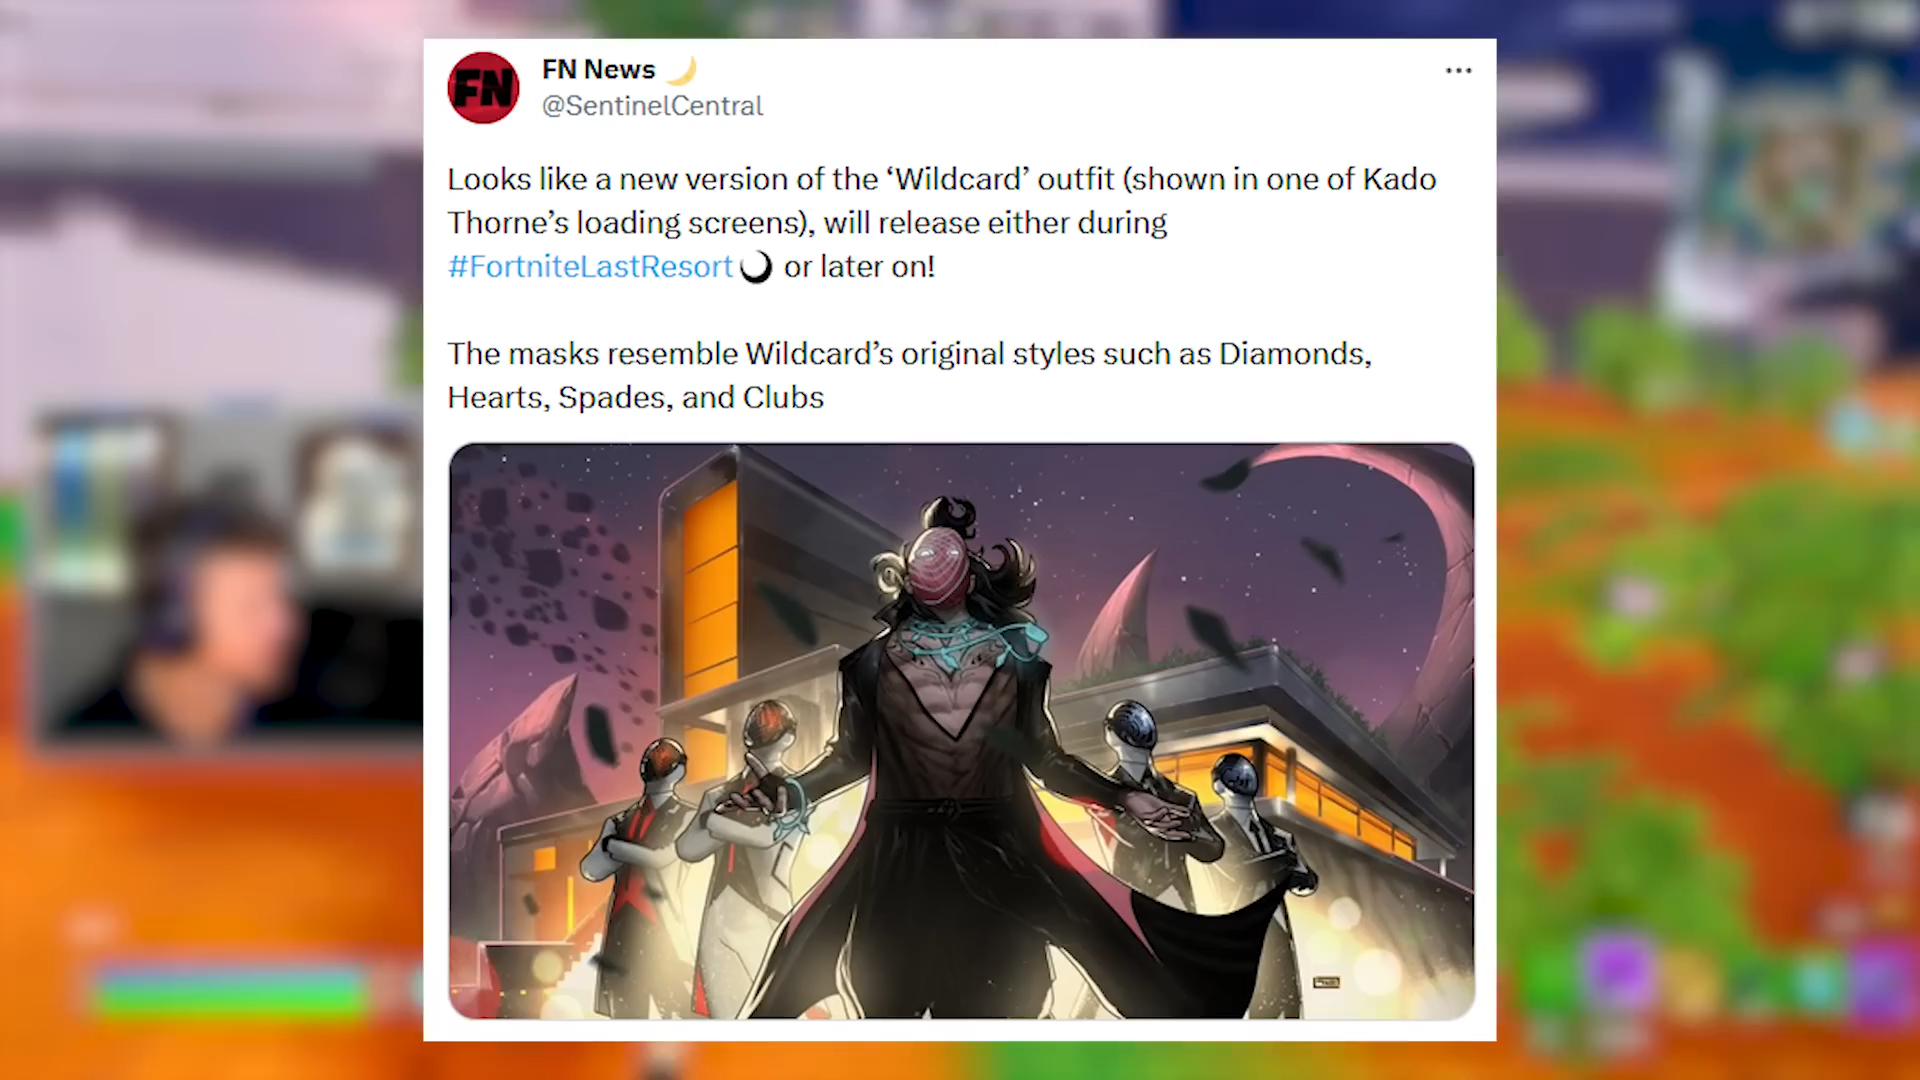 FN
FN News
@SentinelCentral
Looks like a new version of the ‘Wildcard’ outfit (shown in one of Kado
Thorne’s loading screens), will release either during
#FortniteLastResort or later on!
The masks resemble Wildcard’s original styles such as Diamonds,
Hearts, Spades, and Clubs